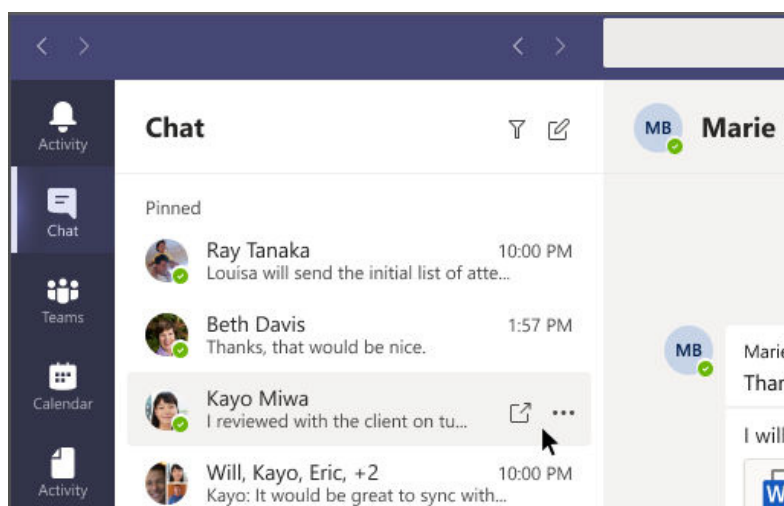 Activity
Chat
Teams
Calendar
Activity
Chat
Pinned
Ray Tanaka 10:00 PM
Louisa will send the initial list of atte...
Beth Davis 1:57 PM
Thanks, that would be nice.
Kayo Miwa
I reviewed with the client on tu...
Will, Kayo, Eric, +2 10:00 PM
Kayo: It would be great to sync with...
MB Marie
MB
Marie
Than
I will
W